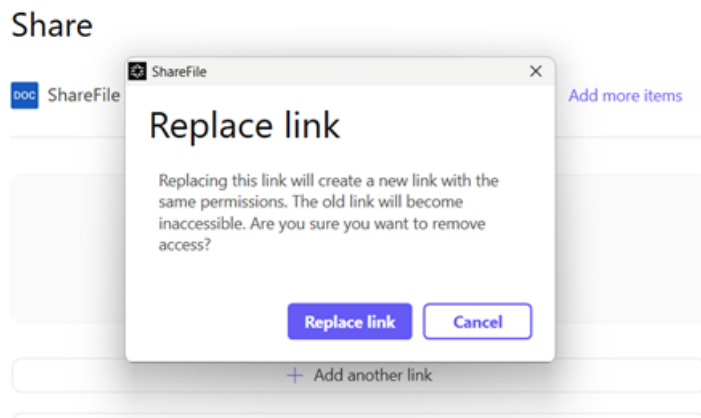 Share
ShareFile
DOC ShareFile
Add more items
Replace link
Replacing this link will create a new link with the
same permissions. The old link will become
inaccessible. Are you sure you want to remove
access?
Replace link
Cancel
Add another link